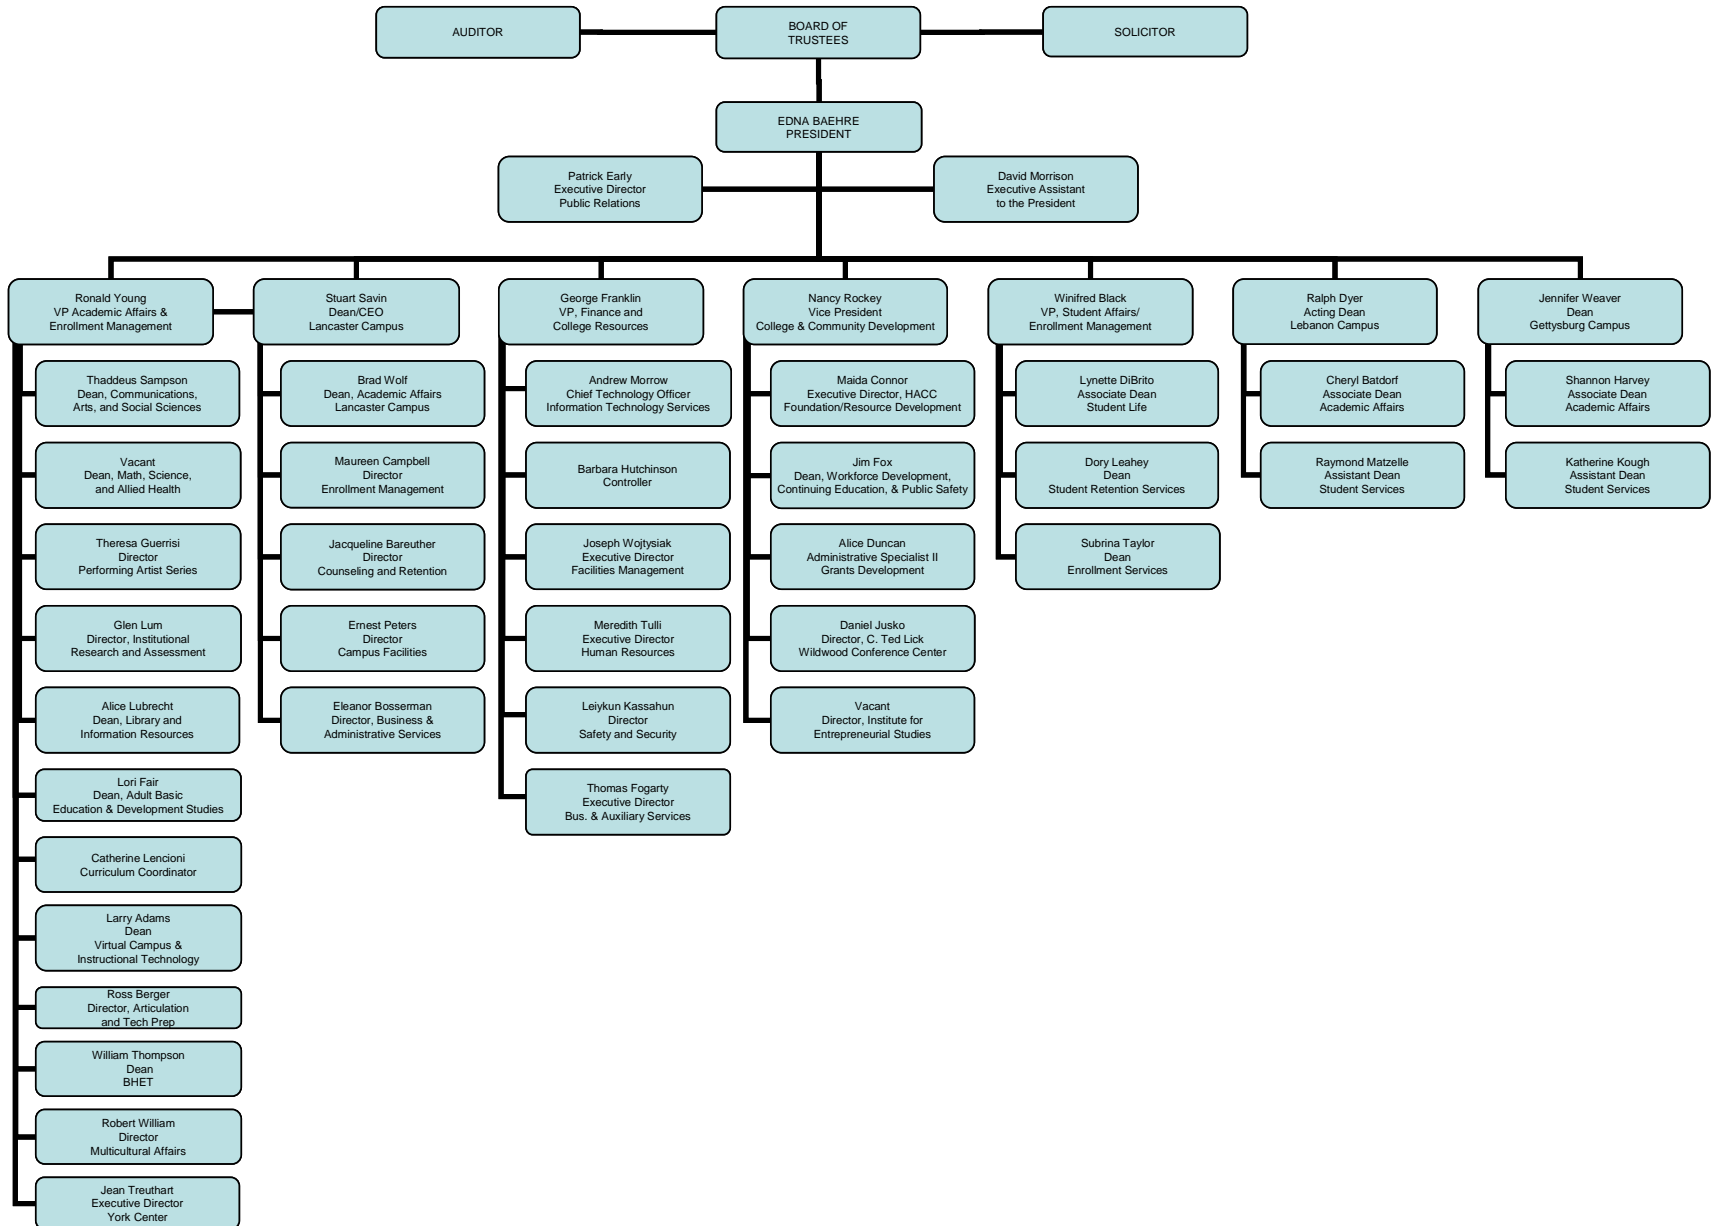 AUDITOR
BOARD OF
TRUSTEES
SOLICITOR
EDNA BAEHRE
PRESIDENT
Patrick Early
Executive Director
Public Relations
David Morrison
Executive Assistant
to the President
Ronald Young
VP Academic Affairs &
Enrollment Management
Stuart Savin
Dean/CEO
Lancaster Campus
George Franklin
VP, Finance and
College Resources
Nancy Rockey
Vice President
College & Community Development
Winifred Black
VP, Student Affairs/
Enrollment Management
Ralph Dyer
Acting Dean
Lebanon Campus
Jennifer Weaver
Dean
Gettysburg Campus
Thaddeus Sampson
Dean, Communications,
Arts, and Social Sciences
Vacant
Dean, Math, Science,
and Allied Health
Theresa Guerrisi
Director
Performing Artist Series
Glen Lum
Director, Institutional
Research and Assessment
Alice Lubrecht
Dean, Library and
Information Resources
Lori Fair
Dean, Adult Basic
Education & Development Studies
Catherine Lencioni
Curriculum Coordinator
Larry Adams
Dean
Virtual Campus &
Instructional Technology
Ross Berger
Director, Articulation
and Tech Prep
William Thompson
Dean
BHET
Robert William
Director
Multicultural Affairs
Jean Treuthart
Executive Director
York Center
Brad Wolf
Dean, Academic Affairs
Lancaster Campus
Maureen Campbell
Director
Enrollment Management
Jacqueline Bareuther
Director
Counseling and Retention
Ernest Peters
Director
Campus Facilities
Eleanor Bosserman
Director, Business &
Administrative Services
Andrew Morrow
Chief Technology Officer
Information Technology Services
Barbara Hutchinson
Controller
Joseph Wojtysiak
Executive Director
Facilities Management
Meredith Tulli
Executive Director
Human Resources
Leiykun Kassahun
Director
Safety and Security
Thomas Fogarty
Executive Director
Bus. & Auxiliary Services
Maida Connor
Executive Director, HACC
Foundation/Resource Development
Jim Fox
Dean, Workforce Development,
Continuing Education, & Public Safety
Alice Duncan
Administrative Specialist II
Grants Development
Daniel Jusko
Director, C. Ted Lick
Wildwood Conference Center
Vacant
Director, Institute for
Entrepreneurial Studies
Lynette DiBrito
Associate Dean
Student Life
Dory Leahey
Dean
Student Retention Services
Subrina Taylor
Dean
Enrollment Services
Cheryl Batdorf
Associate Dean
Academic Affairs
Raymond Matzelle
Assistant Dean
Student Services
Shannon Harvey
Associate Dean
Academic Affairs
Katherine Kough
Assistant Dean
Student Services